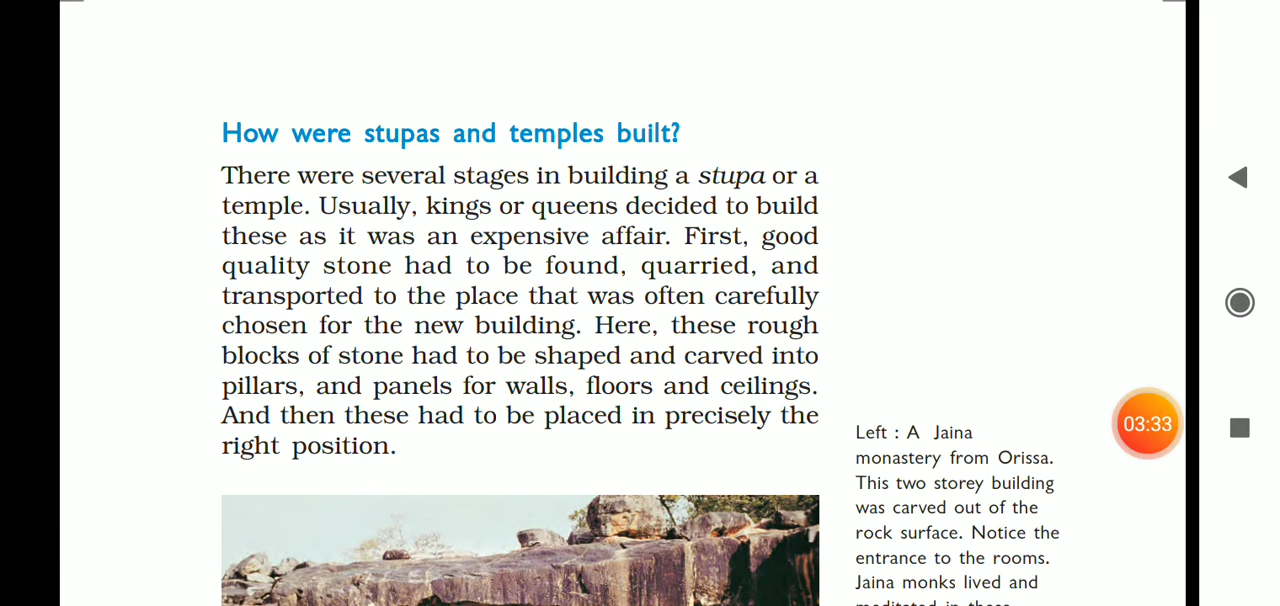 How were stupas and temples built?
There were several stages in building a stupa or a
temple. Usually, kings or queens decided to build
these as it was an expensive affair. First, good
quality stone had to be found, quarried, and
transported to the place that was often carefully
chosen for the new building. Here, these rough
blocks of stone had to be shaped and carved into
pillars, and panels for walls, floors and ceilings.
And then these had to be placed in precisely the
right position.
03:33
Left : A Jaina
monastery from Orissa.
This two storey building
was carved out of the
rock surface. Notice the
entrance to the rooms.
Jaina monks lived and
meditated in these